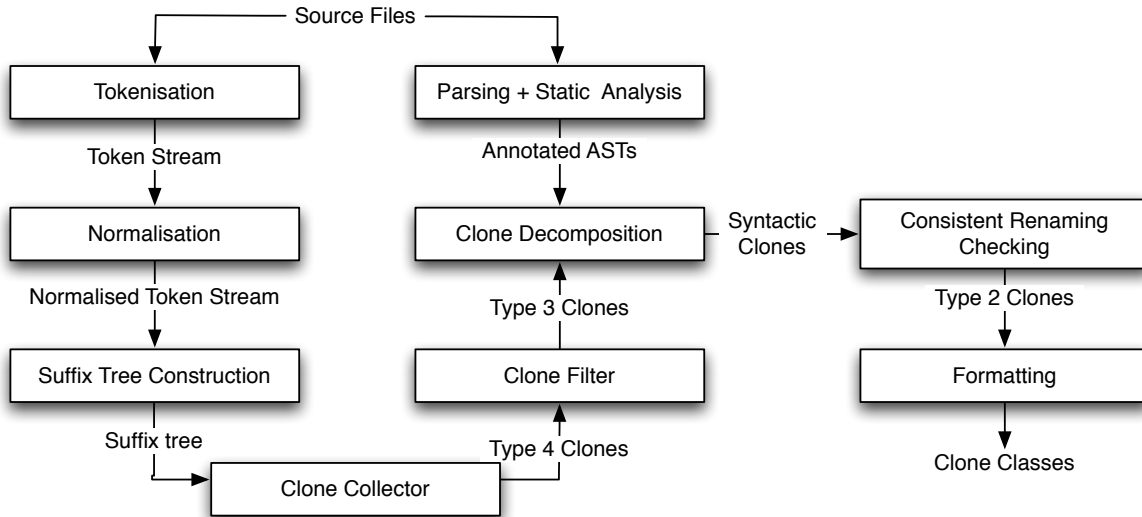 Source Files
Tokenisation
Parsing + Static Analysis
Token Stream
Annotated ASTs
Normalisation
Clone Decomposition
Syntactic
Clones
Consistent Renaming
Checking
Normalised Token Stream
Type 3 Clones
Type 2 Clones
Suffix Tree Construction
Clone Filter
Formatting
Suffix tree
Type 4 Clones
Clone Collector
Clone Classes